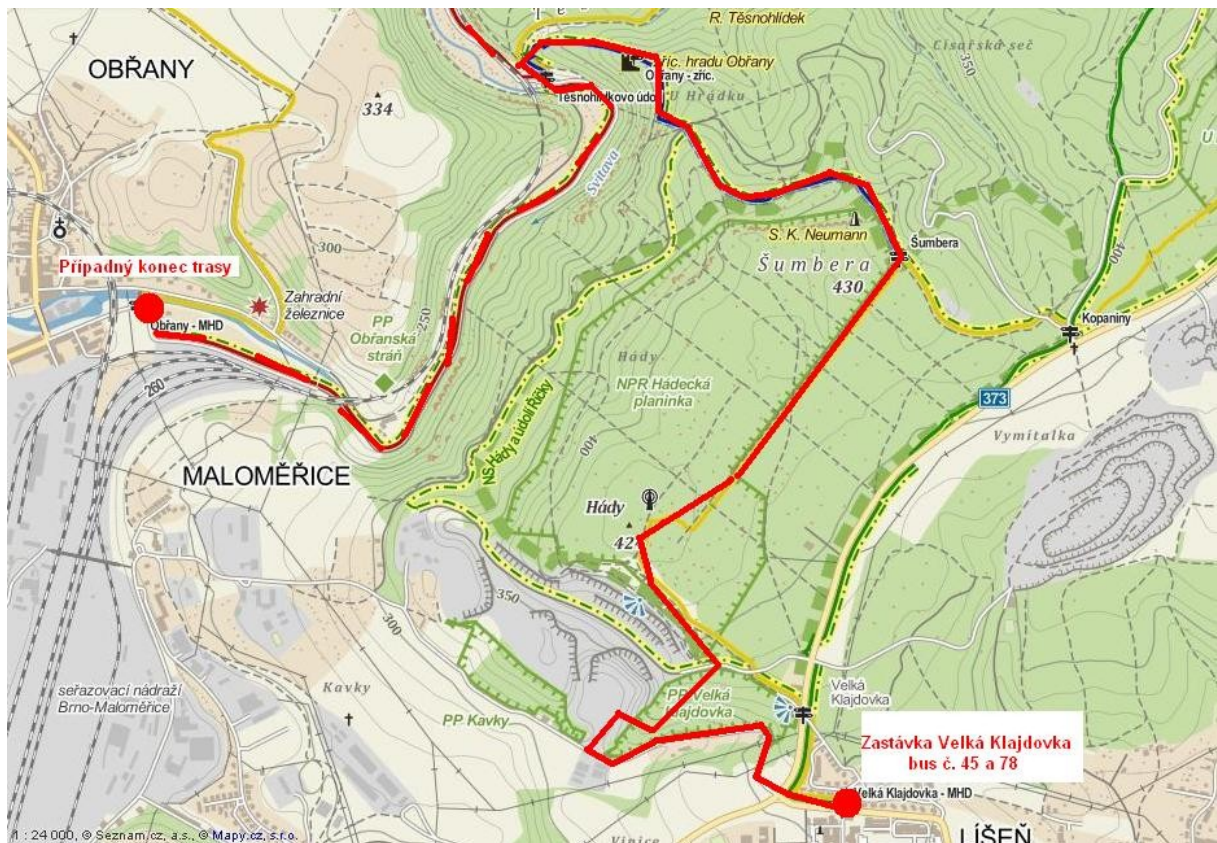 OBŘANY
334
R. Těsnohlídek
Císařská seč
350
zříc. hradu Obřany
Obřany - zříc.
Těsnohlídkovo údolí
U Hrádku
Svitava
300
Případný konec trasy
Zahradní
železnice
Obřany - MHD
PP
Obřanská
stráň
250
260
S. K. Neumann
Šumbera
Šumbera
430
400
Kopaniny
373
Hády
NPR Hádecká
planinka
400
NS Hády a údolí Říčky
Vymítalka
MALOMĚŘICE
Hády
350
300
seřazovací nádraží
Brno-Maloměřice
Kavky
PP Kavky
PP Velká
Klajdovka
Velká
Klajdovka
Zastávka Velká Klajdovka
bus č. 45 a 78
Velká Klajdovka - MHD
Vinice
LÍŠEŇ
1 : 24 000, © Seznam.cz, a.s., © Mapy.cz, s.r.o.